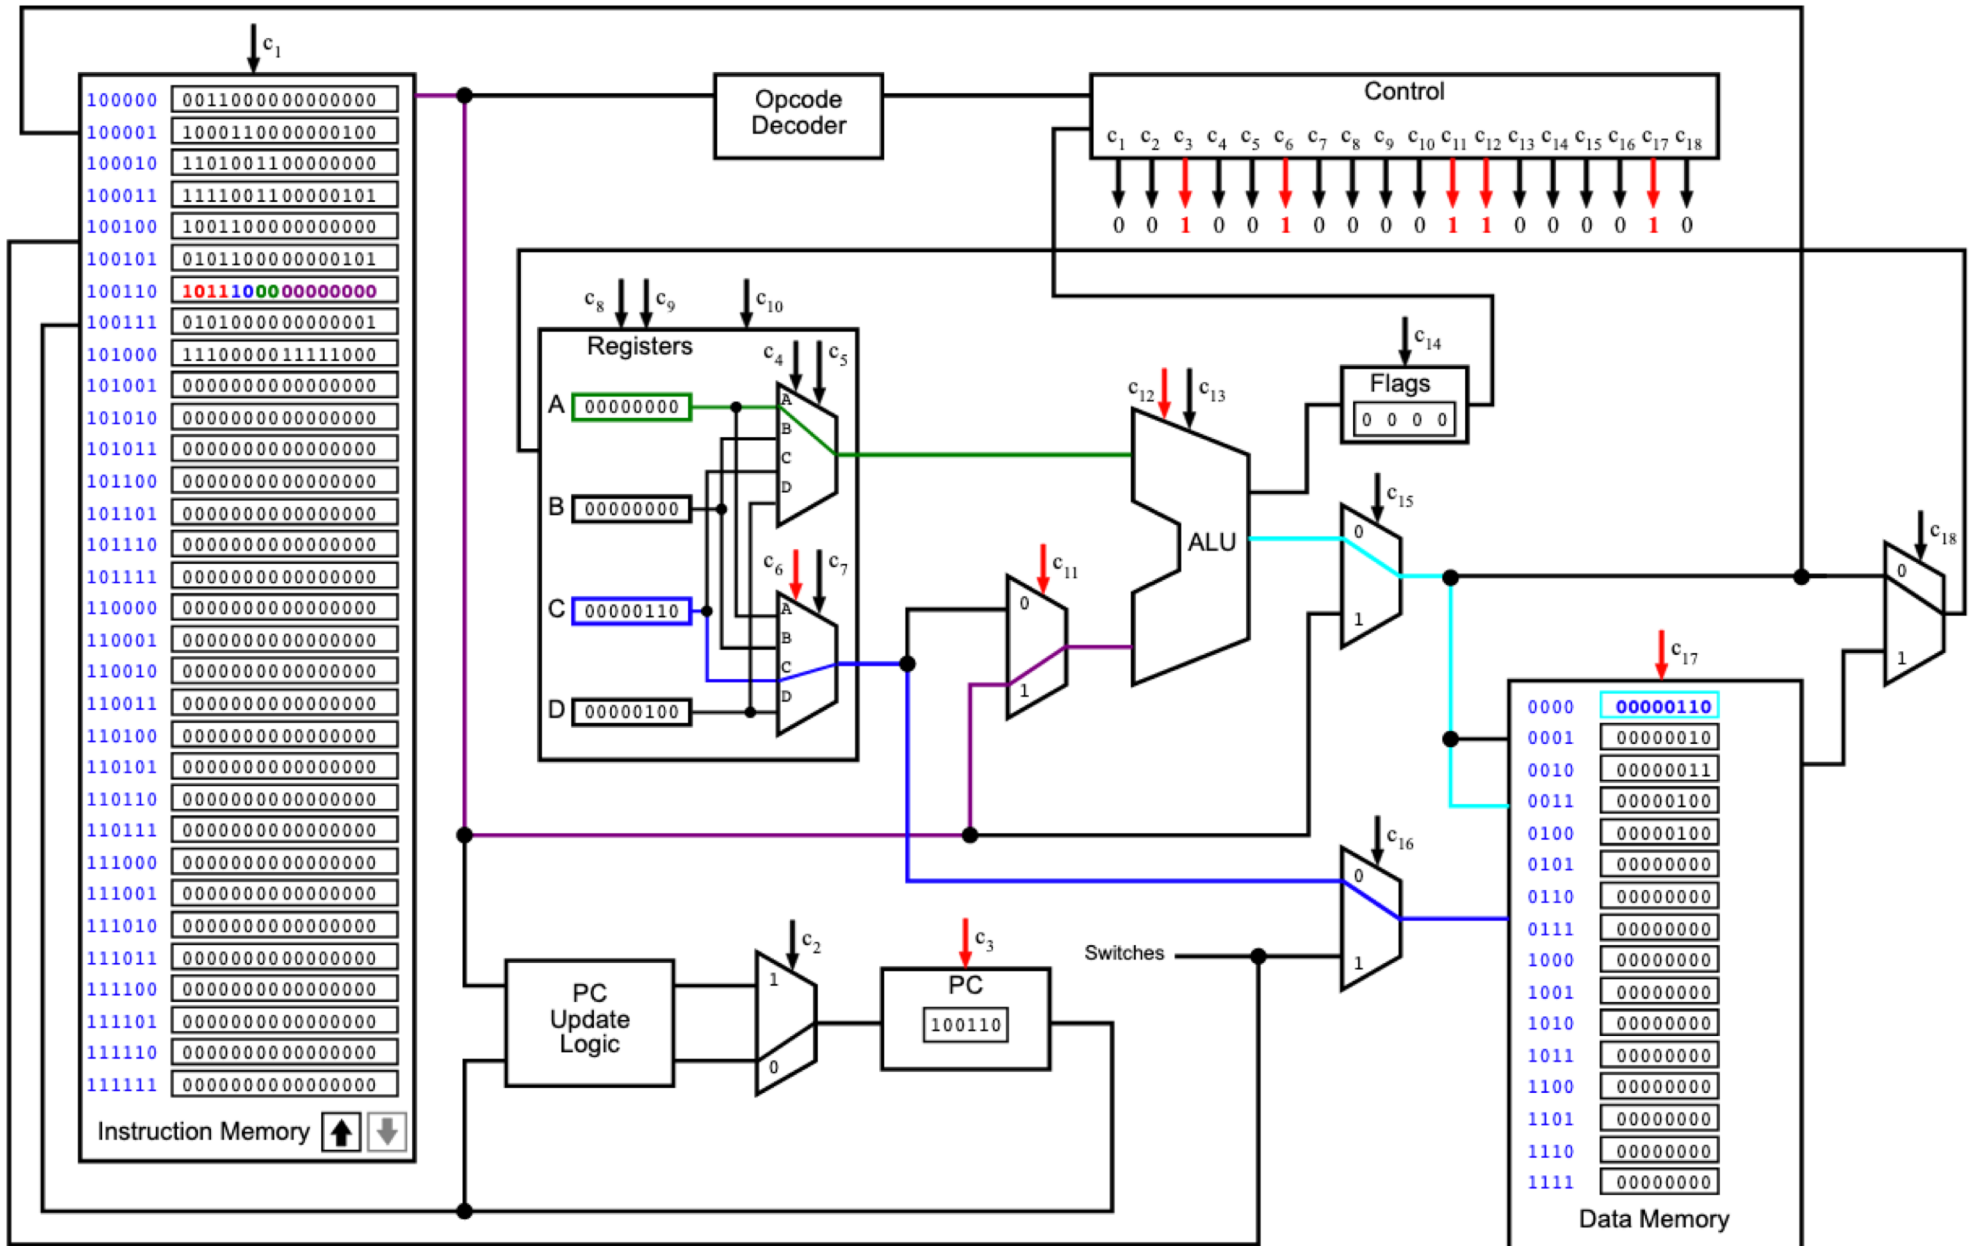 c1
100000 0011000000000000
100001 1000110000000100
100010 1101001100000000
100011 1111001100000101
100100 1001100000000000
100101 0101100000000101
100110 1011100000000000
100111 0101000000000001
101000 1110000011111000
101001 0000000000000000
101010 0000000000000000
101011 0000000000000000
101100 0000000000000000
101101 0000000000000000
101110 0000000000000000
101111 0000000000000000
110000 0000000000000000
110001 0000000000000000
110010 0000000000000000
110011 0000000000000000
110100 0000000000000000
110101 0000000000000000
110110 0000000000000000
110111 0000000000000000
111000 0000000000000000
111001 0000000000000000
111010 0000000000000000
111011 0000000000000000
111100 0000000000000000
111101 0000000000000000
111110 0000000000000000
111111 0000000000000000
Instruction Memory
Opcode
Decoder
Control
c1 c2 c3 c4 c5 c6 c7 c8 c9 c10 c11 c12 c13 c14 c15 c16 c17 c18
0 0 1 0 0 1 0 0 0 0 1 1 0 0 0 0 1 0
c8 c9 c10
Registers
c4 c5
A 00000000
B 00000000
C 00000110
D 00000100
A
B
C
D
c6 c7
A
B
C
D
c11
0
1
c12 c13
ALU
c14
Flags
0 0 0 0
c15
0
1
c16
0
1
Switches
c18
0
1
c2
1
0
PC
Update
Logic
c3
PC
100110
c17
0000 00000110
0001 00000010
0010 00000011
0011 00000100
0100 00000100
0101 00000000
0110 00000000
0111 00000000
1000 00000000
1001 00000000
1010 00000000
1011 00000000
1100 00000000
1101 00000000
1110 00000000
1111 00000000
Data Memory